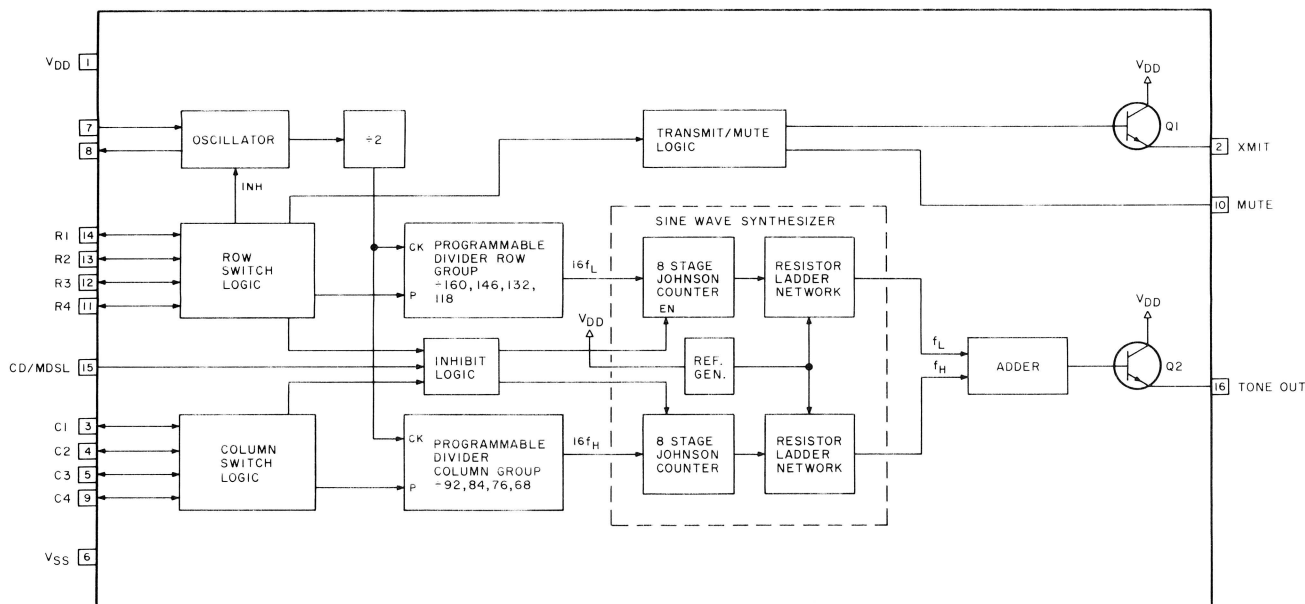 VDD 1
7
8
OSCILLATOR
÷2
INH
TRANSMIT/MUTE
LOGIC
VDD
Q1
2 XMIT
10 MUTE
R1 14
R2 13
R3 12
R4 11
ROW
SWITCH
LOGIC
CK
P
PROGRAMMABLE
DIVIDER ROW
GROUP
÷160, 146, 132,
118
16fL
SINE WAVE SYNTHESIZER
8 STAGE
JOHNSON
COUNTER
EN
RESISTOR
LADDER
NETWORK
VDD
REF.
GEN.
CD/MDSL 15
INHIBIT
LOGIC
fL
fH
ADDER
VDD
Q2
16 TONE OUT
C1 3
C2 4
C3 5
C4 9
COLUMN
SWITCH
LOGIC
CK
P
PROGRAMMABLE
DIVIDER
COLUMN GROUP
÷92, 84, 76, 68
16fH
8 STAGE
JOHNSON
COUNTER
RESISTOR
LADDER
NETWORK
VSS 6